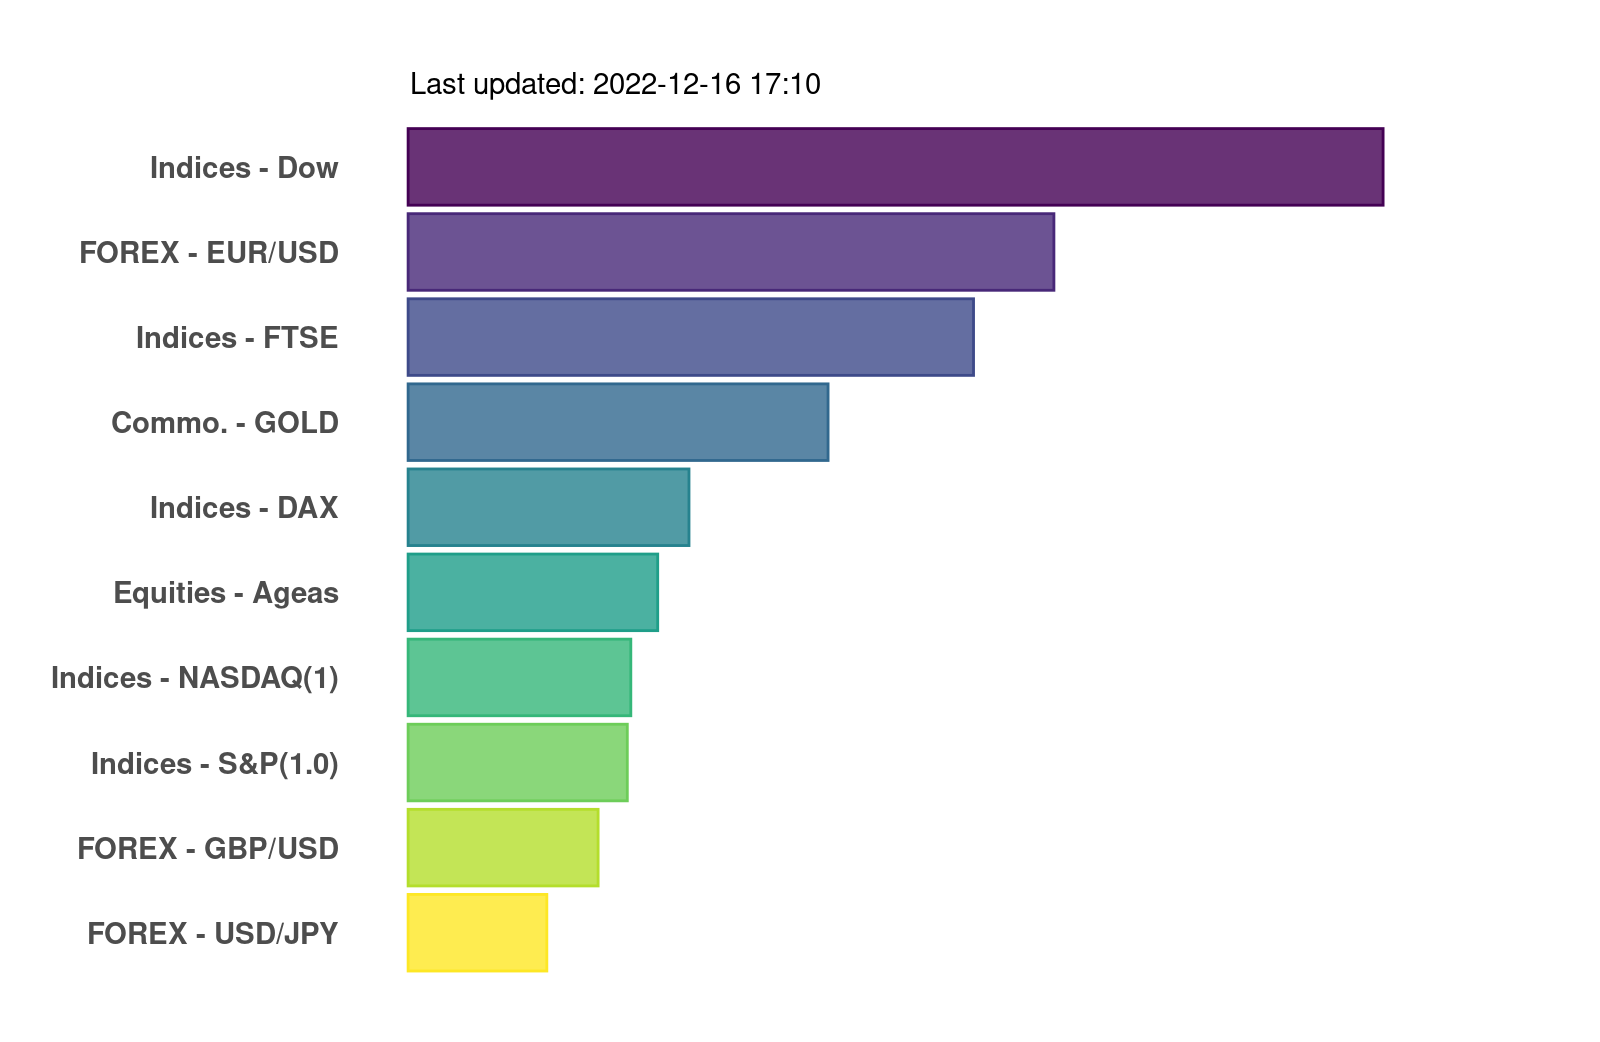 Last updated: 2022-12-16 17:10
Indices - Dow
FOREX - EUR/USD
Indices - FTSE
Commo. - GOLD
Indices - DAX
Equities - Ageas
Indices - NASDAQ(1)
Indices - S&P(1.0)
FOREX - GBP/USD
FOREX - USD/JPY